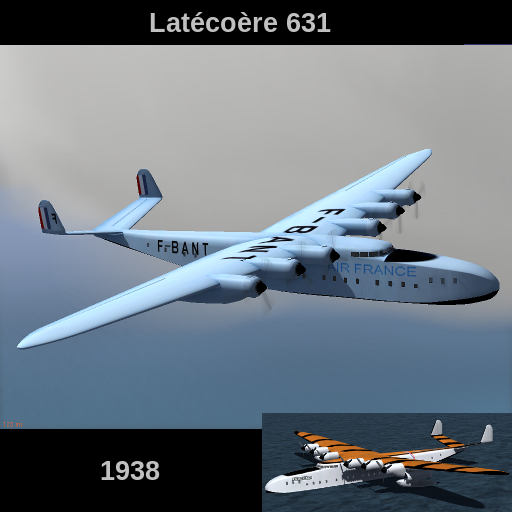 Latécoère 631
F-BANT
F-BANT
AIR FRANCE
1938